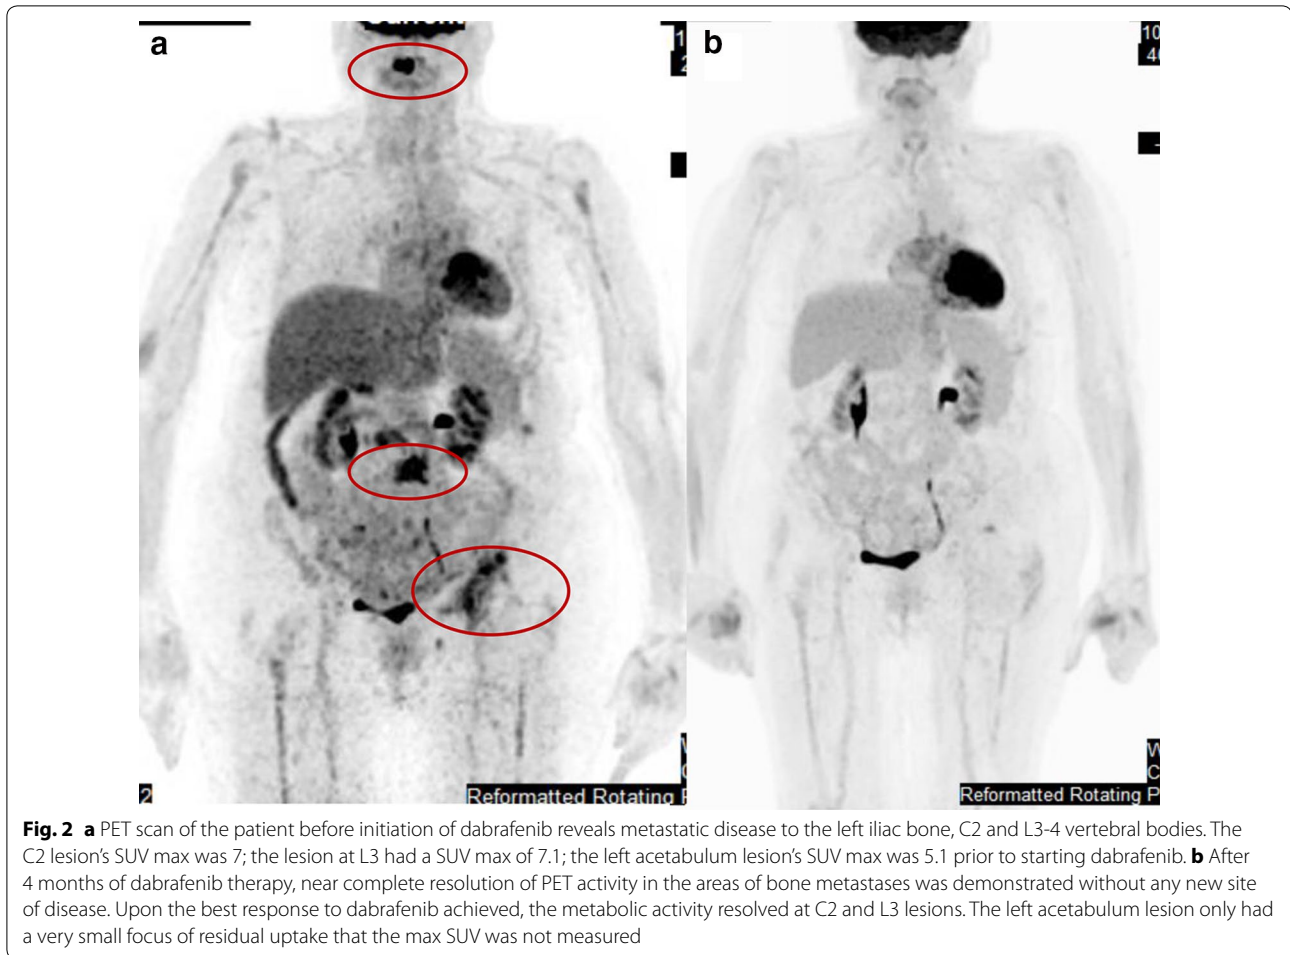 a
b
10
1
2
4
2
Reformatted Rotating
Reformatted Rotating P
W
C
Fig. 2 a PET scan of the patient before initiation of dabrafenib reveals metastatic disease to the left iliac bone, C2 and L3-4 vertebral bodies. The
C2 lesion's SUV max was 7; the lesion at L3 had a SUV max of 7.1; the left acetabulum lesion's SUV max was 5.1 prior to starting dabrafenib. b After
4 months of dabrafenib therapy, near complete resolution of PET activity in the areas of bone metastases was demonstrated without any new site
of disease. Upon the best response to dabrafenib achieved, the metabolic activity resolved at C2 and L3 lesions. The left acetabulum lesion only had
a very small focus of residual uptake that the max SUV was not measured